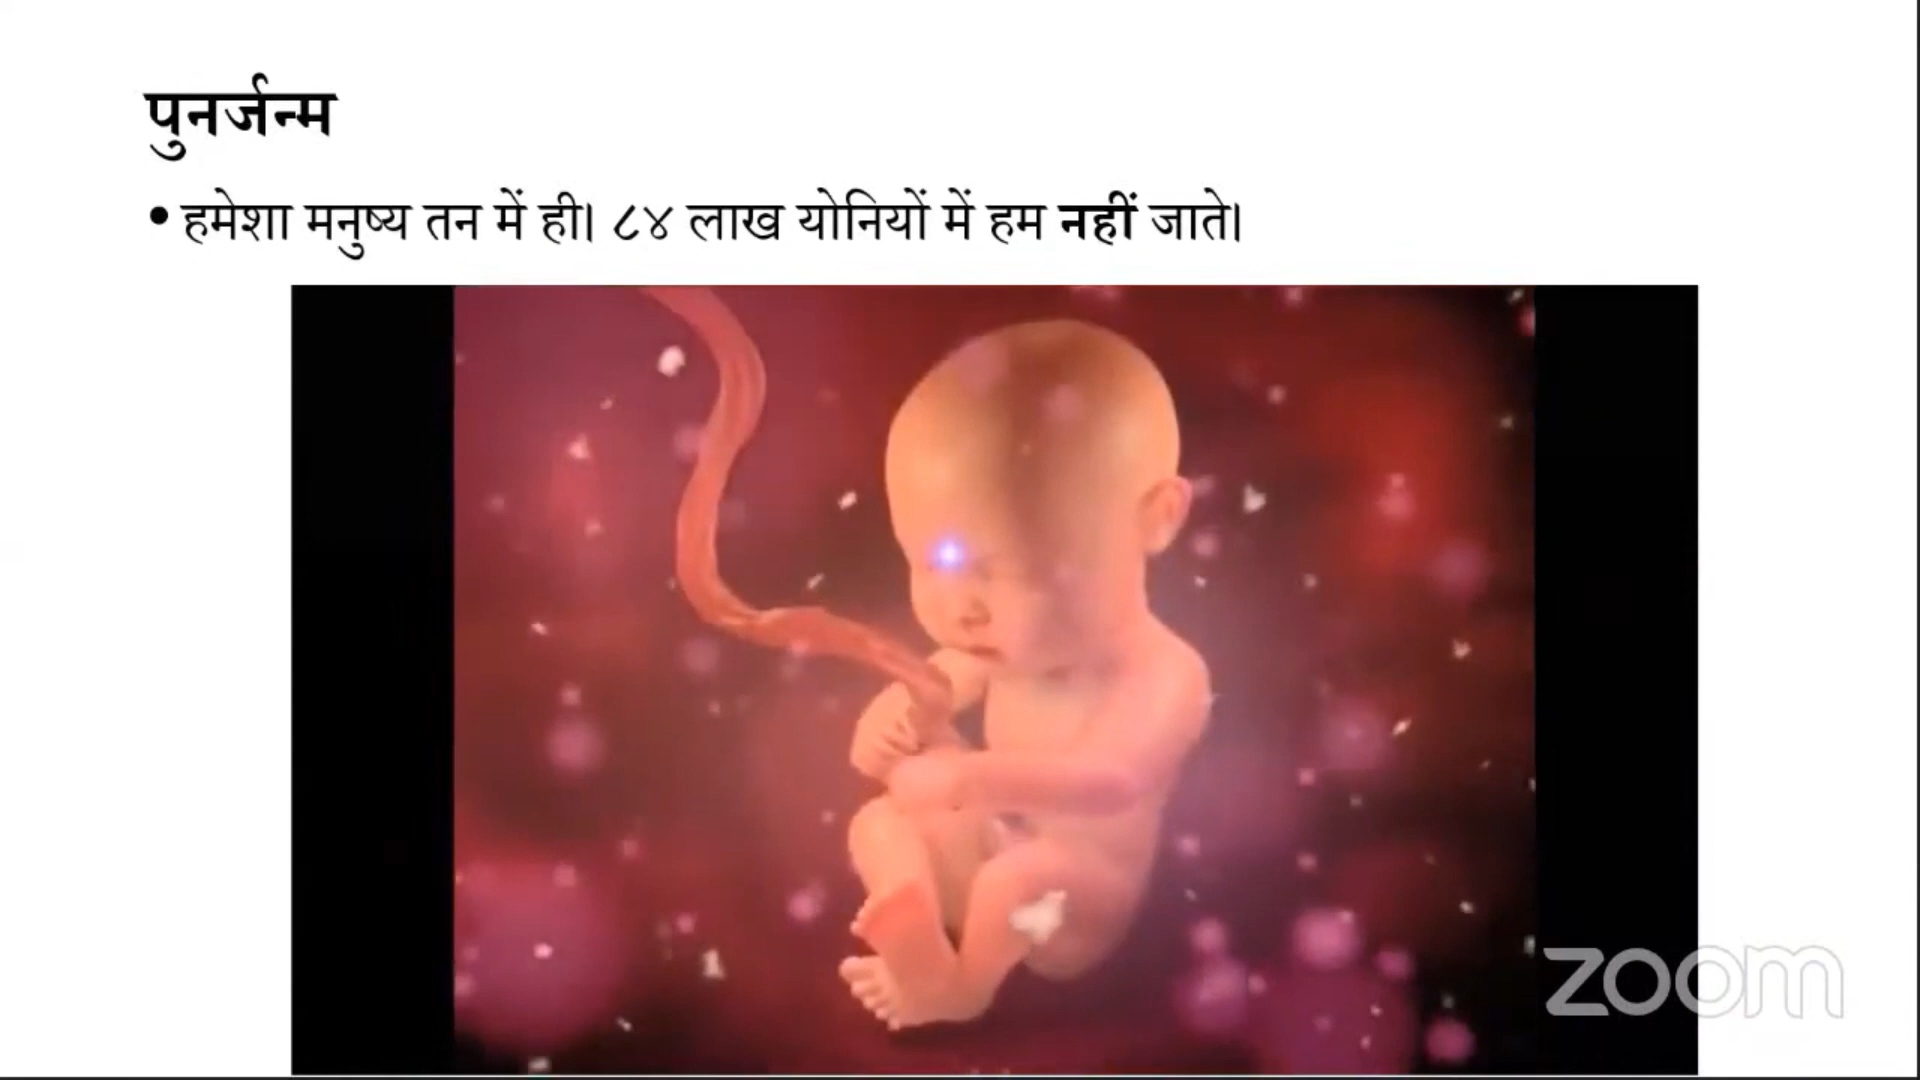 पुनर्जन्म
• हमेशा मनुष्य तन में ही। ८४ लाख योनियों में हम नहीं जाते।
zoom